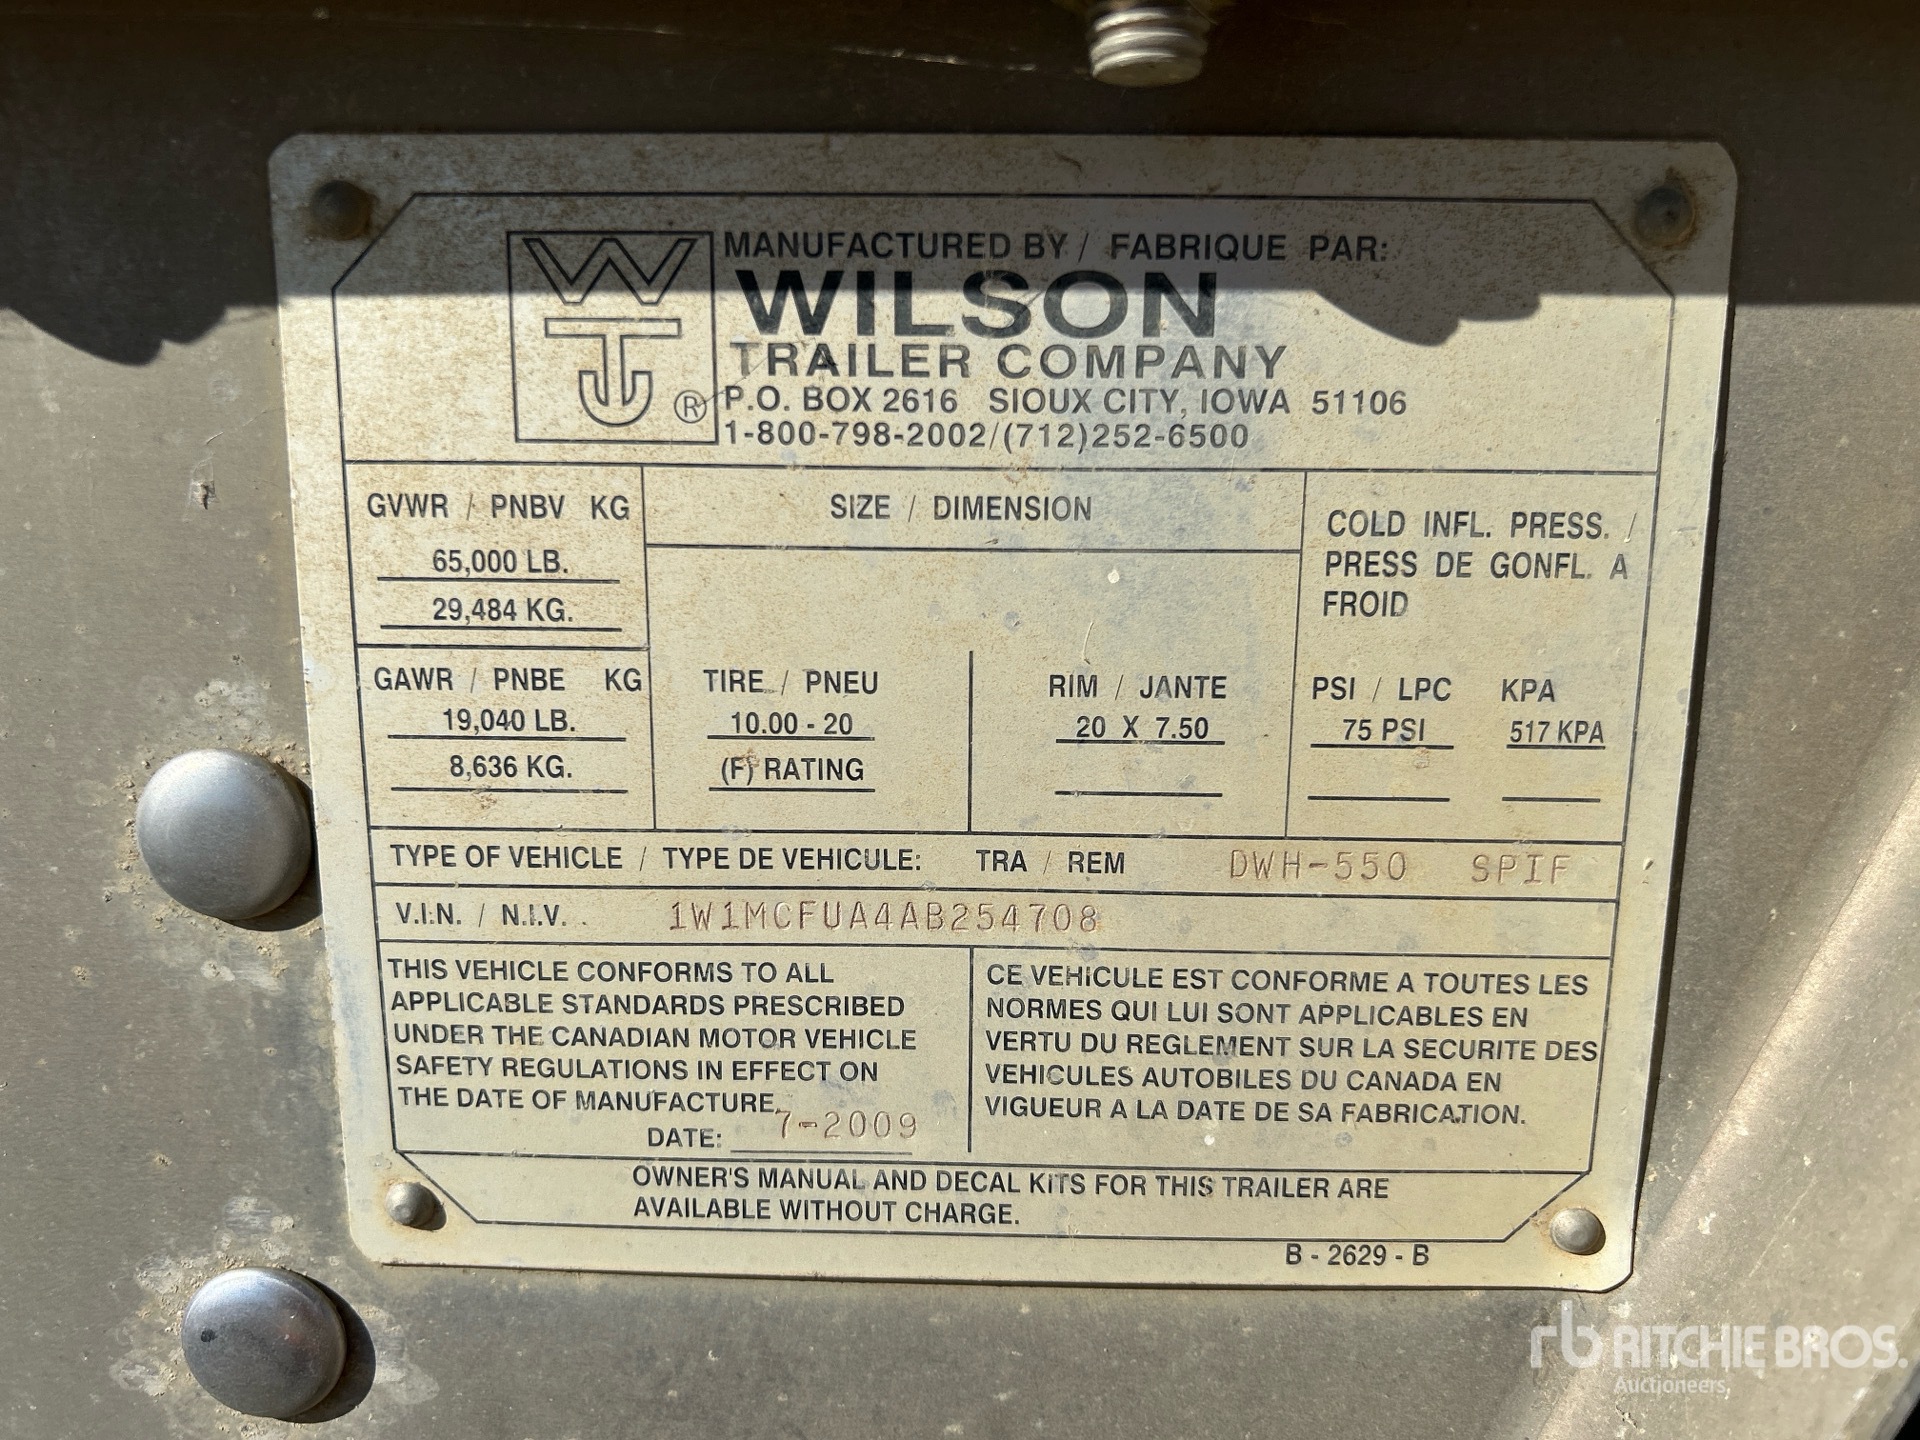 WTJ ®
MANUFACTURED BY / FABRIQUE PAR:
WILSON
TRAILER COMPANY
P.O. BOX 2616 SIOUX CITY, IOWA 51106
1-800-798-2002/(712)252-6500
GVWR / PNBV KG
65,000 LB.
29,484 KG.
SIZE / DIMENSION
COLD INFL. PRESS. /
PRESS DE GONFL. A
FROID
GAWR / PNBE KG
19,040 LB.
8,636 KG.
TIRE / PNEU
10.00 - 20
(F) RATING
RIM / JANTE
20 X 7.50
PSI / LPC KPA
75 PSI 517 KPA
TYPE OF VEHICLE / TYPE DE VEHICULE: TRA / REM DWH-550 SPIF
V.I.N. / N.I.V. 1W1MCFUA4AB254708
THIS VEHICLE CONFORMS TO ALL
APPLICABLE STANDARDS PRESCRIBED
UNDER THE CANADIAN MOTOR VEHICLE
SAFETY REGULATIONS IN EFFECT ON
THE DATE OF MANUFACTURE.
DATE: 7-2009
CE VEHICULE EST CONFORME A TOUTES LES
NORMES QUI LUI SONT APPLICABLES EN
VERTU DU REGLEMENT SUR LA SECURITE DES
VEHICULES AUTOBILES DU CANADA EN
VIGUEUR A LA DATE DE SA FABRICATION.
OWNER'S MANUAL AND DECAL KITS FOR THIS TRAILER ARE
AVAILABLE WITHOUT CHARGE.
B - 2629 - B
rb RITCHIE BROS.
Auctioneers